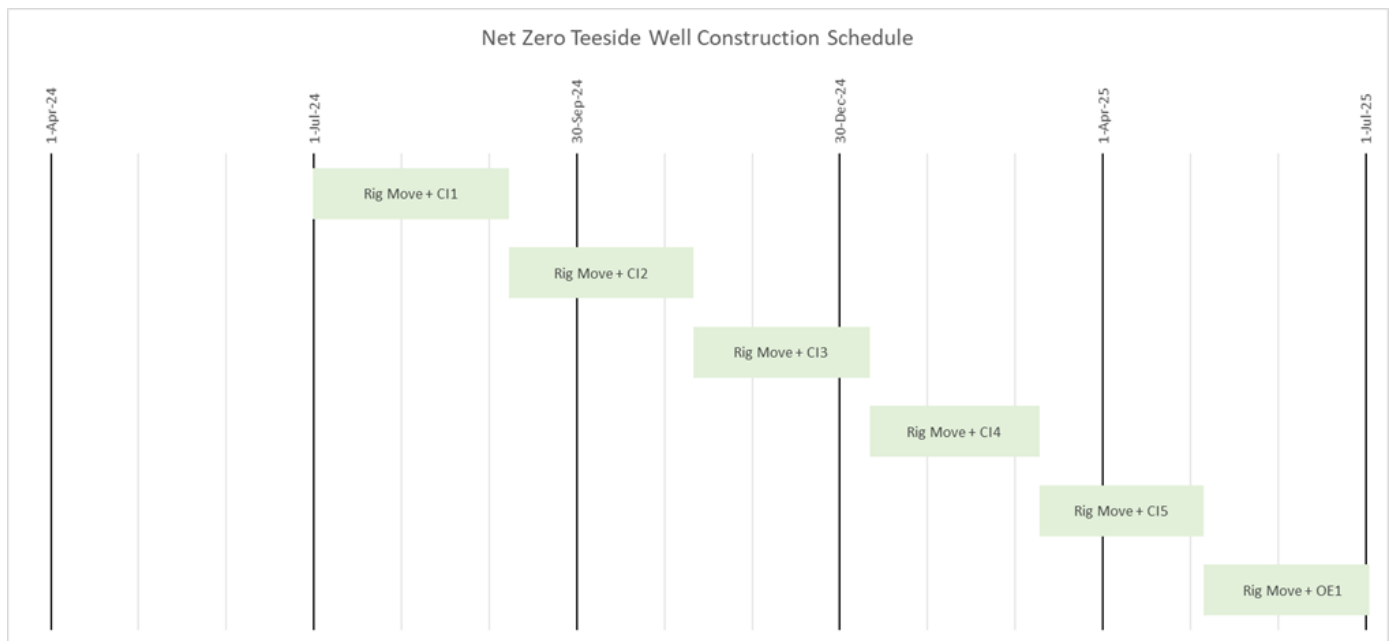 Net Zero Teeside Well Construction Schedule
1-Apr-24
1-Jul-24
30-Sep-24
30-Dec-24
1-Apr-25
1-Jul-25
Rig Move + CI1
Rig Move + CI2
Rig Move + CI3
Rig Move + CI4
Rig Move + CI5
Rig Move + OE1